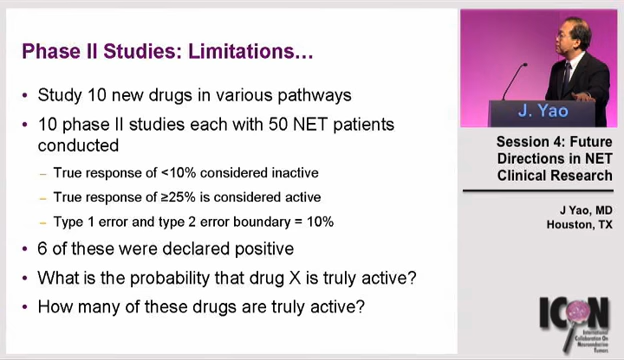 Phase II Studies: Limitations…
• Study 10 new drugs in various pathways
• 10 phase II studies each with 50 NET patients
conducted
– True response of <10% considered inactive
– True response of ≥25% is considered active
– Type 1 error and type 2 error boundary = 10%
• 6 of these were declared positive
• What is the probability that drug X is truly active?
• How many of these drugs are truly active?
J. Yao
Session 4: Future
Directions in NET
Clinical Research
J Yao, MD
Houston, TX
ICON
International
Collaboration On
Neuroendocrine
Tumors